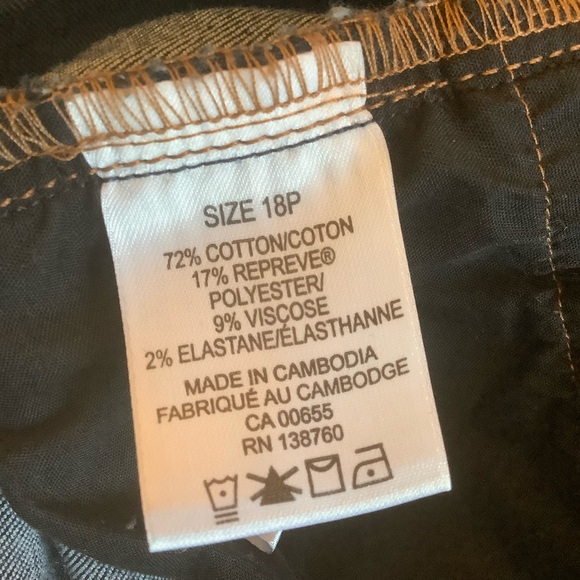 SIZE 18P
72% COTTON/COTON
17% REPREVE®
POLYESTER/
9% VISCOSE
2% ELASTANE/ÉLASTHANNE
MADE IN CAMBODIA
FABRIQUÉ AU CAMBODGE
CA 00655
RN 138760